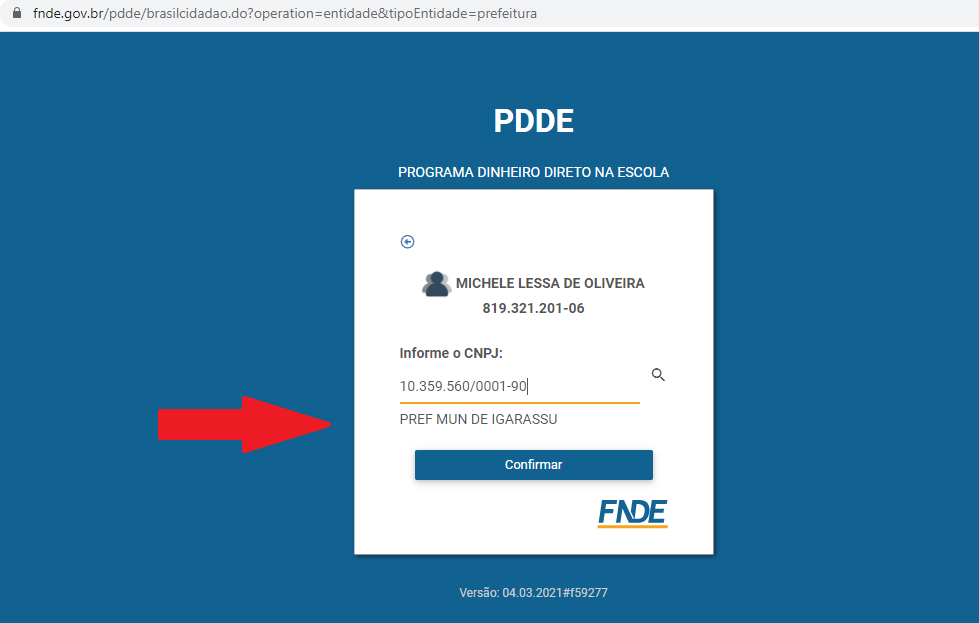 fnde.gov.br/pdde/brasilcidadao.do?operation=entidade&tipoEntidade=prefeitura
PDDE
PROGRAMA DINHEIRO DIRETO NA ESCOLA
MICHELE LESSA DE OLIVEIRA
819.321.201-06
Informe o CNPJ:
10.359.560/0001-90
PREF MUN DE IGARASSU
Confirmar
FNDE
Versão: 04.03.2021#f59277